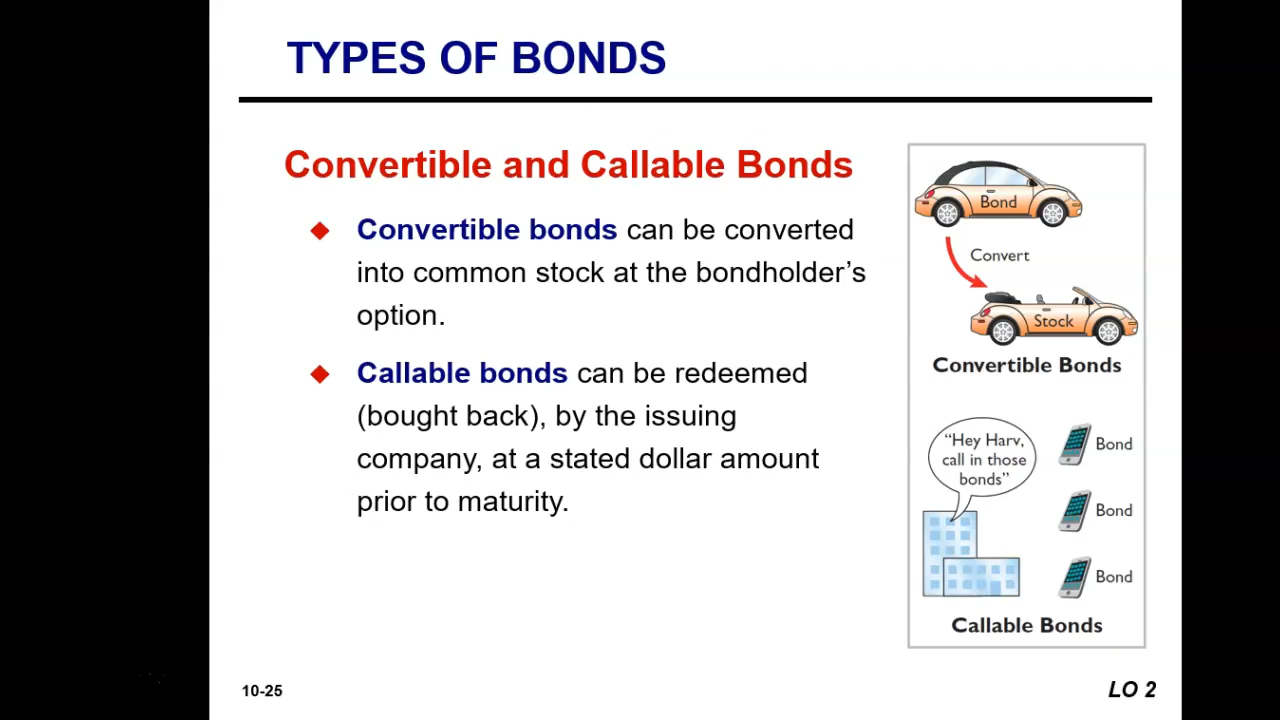 TYPES OF BONDS
Convertible and Callable Bonds
Convertible bonds can be converted
into common stock at the bondholder’s
option.
Callable bonds can be redeemed
(bought back), by the issuing
company, at a stated dollar amount
prior to maturity.
Bond
Convert
Stock
Convertible Bonds
“Hey Harv,
call in those
bonds”
Bond
Bond
Bond
Callable Bonds
10-25
LO 2